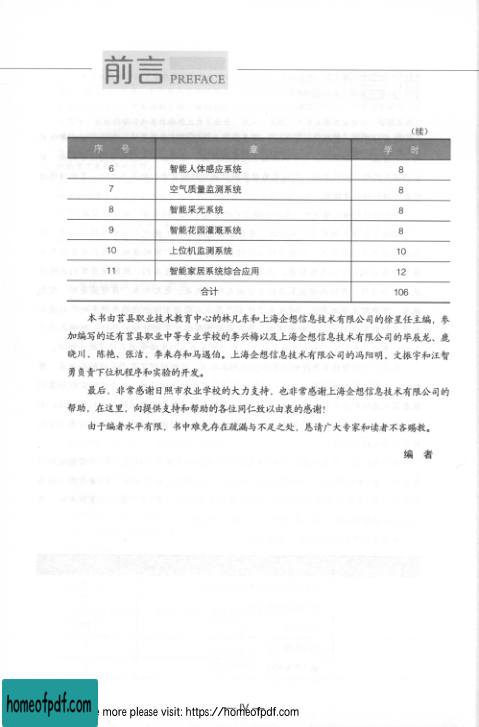 前言 PREFACE
(续)
序 号 章 学 时
6 智能人体感应系统 8
7 空气质量监测系统 8
8 智能采光系统 8
9 智能花园灌溉系统 8
10 上位机监测系统 10
11 智能家居系统综合应用 12
合计 106
本书由莒县职业技术教育中心的林凡东和上海企想信息技术有限公司的徐星任主编，参
加编写的还有莒县职业中等专业学校的李兴梅以及上海企想信息技术有限公司的毕辰龙、鹿
晓川、陈艳、张洁、季永存和马遇伯。上海企想信息技术有限公司的冯阳明、文振宇和汪智
勇负责下位机程序和实验的开发。
最后，非常感谢日照市农业学校的大力支持，也非常感谢上海企想信息技术有限公司的
帮助，在这里，向提供支持和帮助的各位同仁致以由衷的感谢！
由于编者水平有限，书中难免存在疏漏与不足之处，恳请广大专家和读者不吝赐教。
编 者
IV
homeofpdf.com
more please visit: https://homeofpdf.com